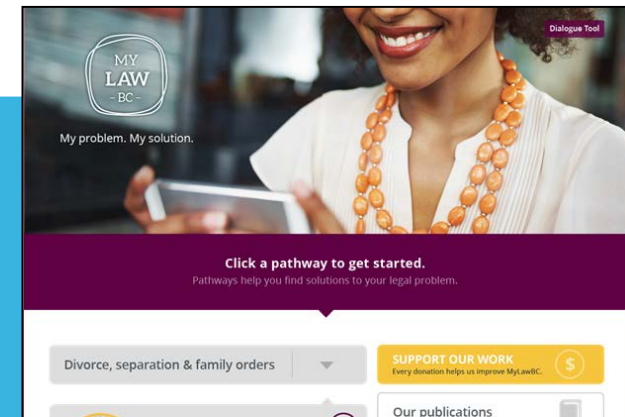 Dialogue Tool
MY
LAW
- BC -
My problem. My solution.
Click a pathway to get started.
Pathways help you find solutions to your legal problem.
Divorce, separation & family orders
SUPPORT OUR WORK
Every donation helps us improve MyLawBC.
$
Our publications